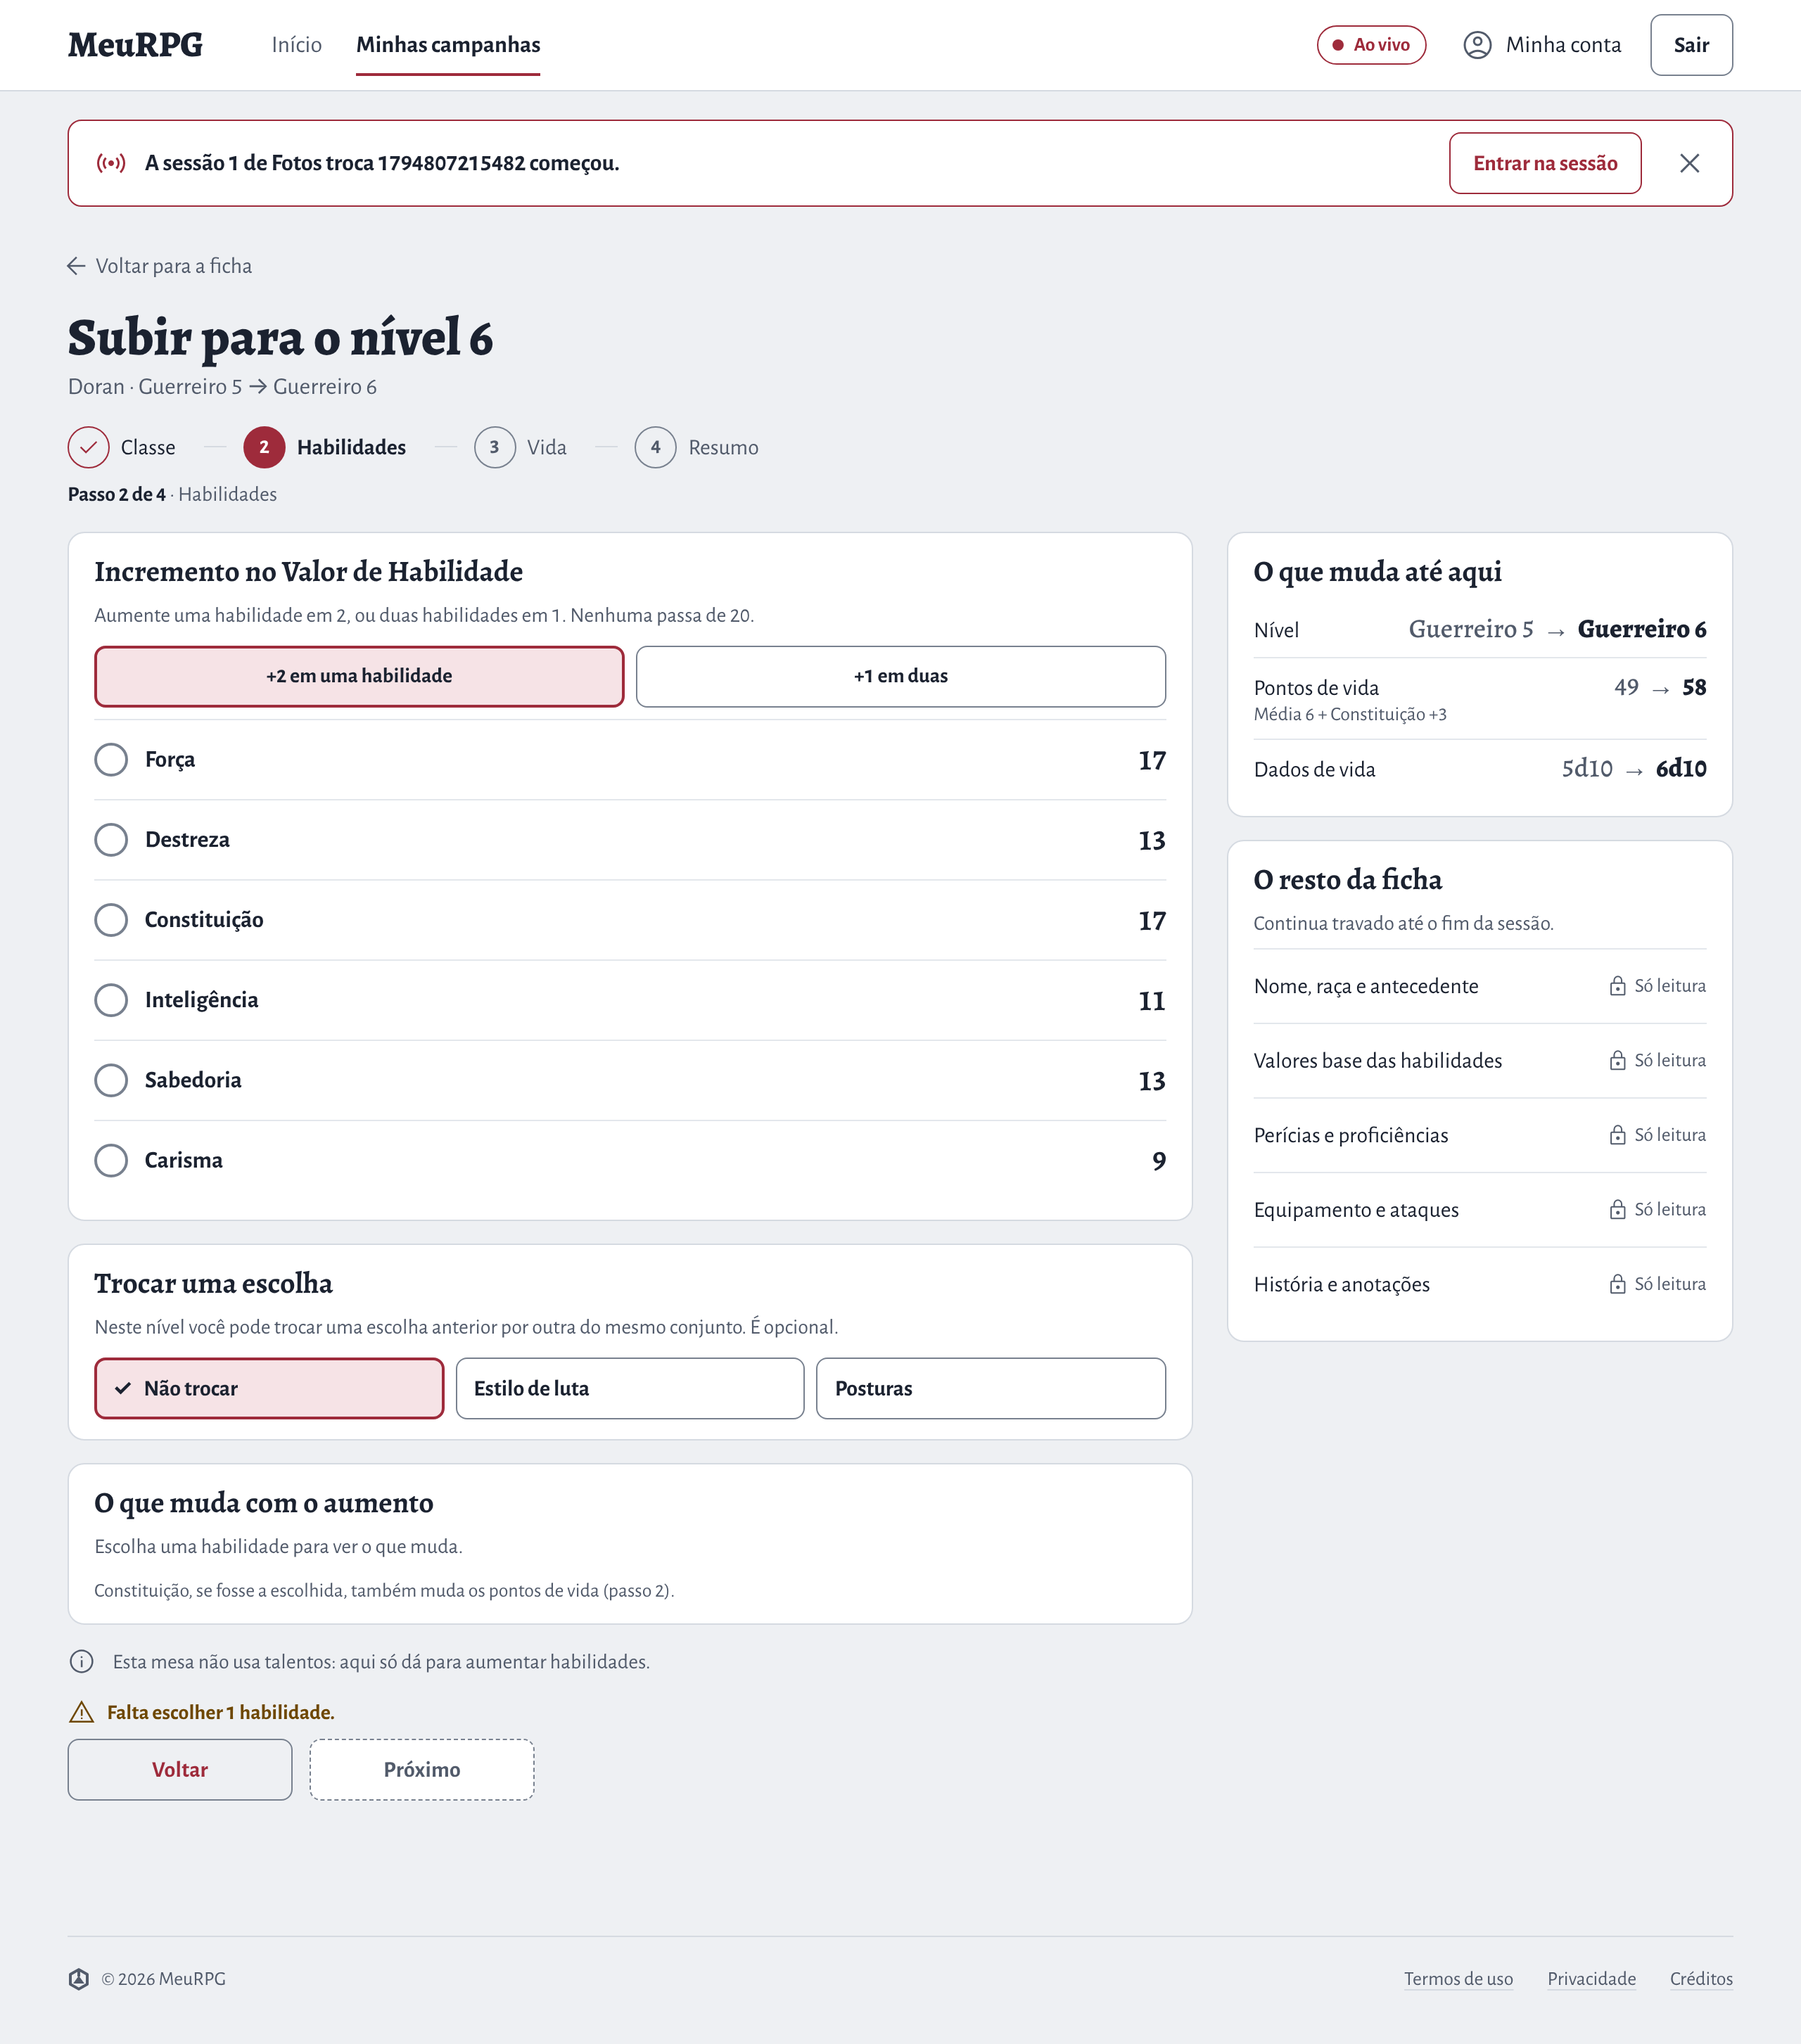 MeuRPG
Início
Minhas campanhas
Ao vivo
Minha conta
Sair
A sessão 1 de Fotos troca 1794807215482 começou.
Entrar na sessão
Voltar para a ficha
Subir para o nível 6
Doran · Guerreiro 5 → Guerreiro 6
Classe
2 Habilidades
3 Vida
4 Resumo
Passo 2 de 4 · Habilidades
Incremento no Valor de Habilidade
Aumente uma habilidade em 2, ou duas habilidades em 1. Nenhuma passa de 20.
+2 em uma habilidade
+1 em duas
Força 17
Destreza 13
Constituição 17
Inteligência 11
Sabedoria 13
Carisma 9
Trocar uma escolha
Neste nível você pode trocar uma escolha anterior por outra do mesmo conjunto. É opcional.
Não trocar
Estilo de luta
Posturas
O que muda com o aumento
Escolha uma habilidade para ver o que muda.
Constituição, se fosse a escolhida, também muda os pontos de vida (passo 2).
Esta mesa não usa talentos: aqui só dá para aumentar habilidades.
Falta escolher 1 habilidade.
Voltar
Próximo
O que muda até aqui
Nível Guerreiro 5 → Guerreiro 6
Pontos de vida 49 → 58
Média 6 + Constituição +3
Dados de vida 5d10 → 6d10
O resto da ficha
Continua travado até o fim da sessão.
Nome, raça e antecedente Só leitura
Valores base das habilidades Só leitura
Perícias e proficiências Só leitura
Equipamento e ataques Só leitura
História e anotações Só leitura
© 2026 MeuRPG
Termos de uso
Privacidade
Créditos